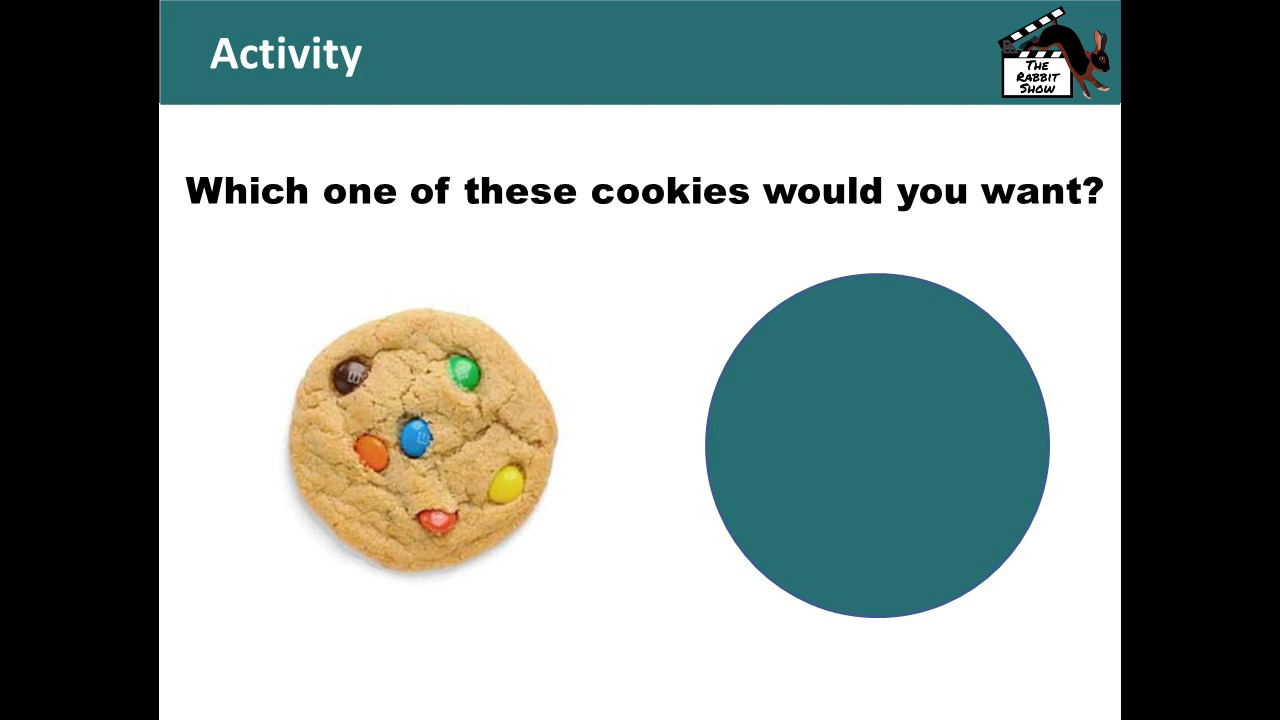 Activity
THE
RABBIT
SHOW
Which one of these cookies would you want?